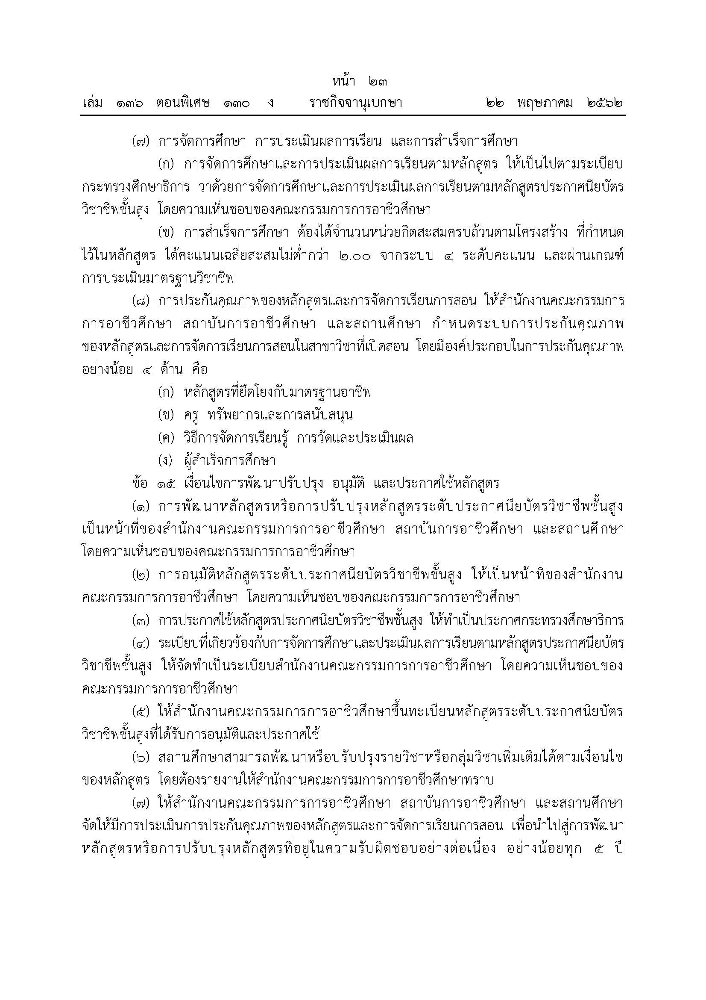 หน้า ๒๓
เล่ม ๑๓๖ ตอนพิเศษ ๑๓๐ ง ราชกิจจานุเบกษา ๒๒ พฤษภาคม ๒๕๖๒
(๗) การจัดการศึกษา การประเมินผลการเรียน และการสำเร็จการศึกษา
(ก) การจัดการศึกษาและการประเมินผลการเรียนตามหลักสูตร ให้เป็นไปตามระเบียบ
กระทรวงศึกษาธิการ ว่าด้วยการจัดการศึกษาและการประเมินผลการเรียนตามหลักสูตรประกาศนียบัตร
วิชาชีพชั้นสูง โดยความเห็นชอบของคณะกรรมการการอาชีวศึกษา
(ข) การสำเร็จการศึกษา ต้องได้จำนวนหน่วยกิตสะสมครบถ้วนตามโครงสร้าง ที่กำหนด
ไว้ในหลักสูตร ได้คะแนนเฉลี่ยสะสมไม่ต่ำกว่า ๒.๐๐ จากระบบ ๔ ระดับคะแนน และผ่านเกณฑ์
การประเมินมาตรฐานวิชาชีพ
(๘) การประกันคุณภาพของหลักสูตรและการจัดการเรียนการสอน ให้สำนักงานคณะกรรมการ
การอาชีวศึกษา สถาบันการอาชีวศึกษา และสถานศึกษา กำหนดระบบการประกันคุณภาพ
ของหลักสูตรและการจัดการเรียนการสอนในสาขาวิชาที่เปิดสอน โดยมีองค์ประกอบในการประกันคุณภาพ
อย่างน้อย ๔ ด้าน คือ
(ก) หลักสูตรที่ยึดโยงกับมาตรฐานอาชีพ
(ข) ครู ทรัพยากรและการสนับสนุน
(ค) วิธีการจัดการเรียนรู้ การวัดและประเมินผล
(ง) ผู้สำเร็จการศึกษา
ข้อ ๑๕ เงื่อนไขการพัฒนาปรับปรุง อนุมัติ และประกาศใช้หลักสูตร
(๑) การพัฒนาหลักสูตรหรือการปรับปรุงหลักสูตรระดับประกาศนียบัตรวิชาชีพชั้นสูง
เป็นหน้าที่ของสำนักงานคณะกรรมการการอาชีวศึกษา สถาบันการอาชีวศึกษา และสถานศึกษา
โดยความเห็นชอบของคณะกรรมการการอาชีวศึกษา
(๒) การอนุมัติหลักสูตรระดับประกาศนียบัตรวิชาชีพชั้นสูง ให้เป็นหน้าที่ของสำนักงาน
คณะกรรมการการอาชีวศึกษา โดยความเห็นชอบของคณะกรรมการการอาชีวศึกษา
(๓) การประกาศใช้หลักสูตรประกาศนียบัตรวิชาชีพชั้นสูง ให้ทำเป็นประกาศกระทรวงศึกษาธิการ
(๔) ระเบียบที่เกี่ยวข้องกับการจัดการศึกษาและประเมินผลการเรียนตามหลักสูตรประกาศนียบัตร
วิชาชีพชั้นสูง ให้จัดทำเป็นระเบียบสำนักงานคณะกรรมการการอาชีวศึกษา โดยความเห็นชอบของ
คณะกรรมการการอาชีวศึกษา
(๕) ให้สำนักงานคณะกรรมการการอาชีวศึกษาขึ้นทะเบียนหลักสูตรระดับประกาศนียบัตร
วิชาชีพชั้นสูงที่ได้รับการอนุมัติและประกาศใช้
(๖) สถานศึกษาสามารถพัฒนาหรือปรับปรุงรายวิชาหรือกลุ่มวิชาเพิ่มเติมได้ตามเงื่อนไข
ของหลักสูตร โดยต้องรายงานให้สำนักงานคณะกรรมการการอาชีวศึกษาทราบ
(๗) ให้สำนักงานคณะกรรมการการอาชีวศึกษา สถาบันการอาชีวศึกษา และสถานศึกษา
จัดให้มีการประเมินการประกันคุณภาพของหลักสูตรและการจัดการเรียนการสอน เพื่อนำไปสู่การพัฒนา
หลักสูตรหรือการปรับปรุงหลักสูตรที่อยู่ในความรับผิดชอบอย่างต่อเนื่อง อย่างน้อยทุก ๕ ปี